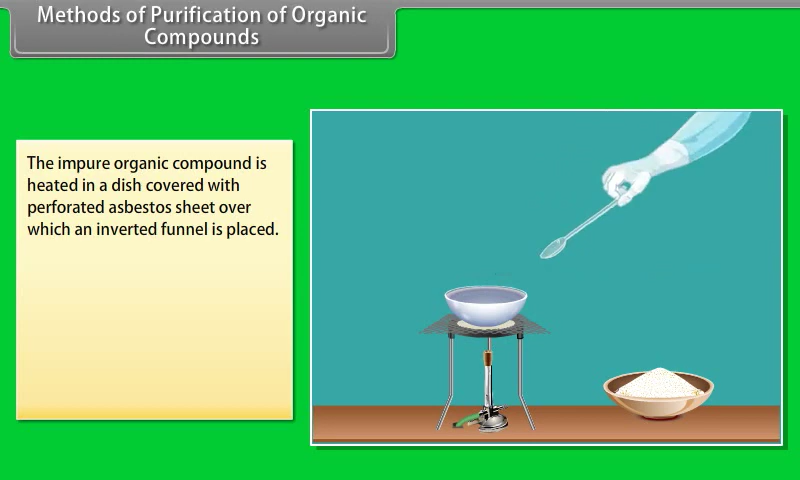 Methods of Purification of Organic
Compounds
The impure organic compound is
heated in a dish covered with
perforated asbestos sheet over
which an inverted funnel is placed.